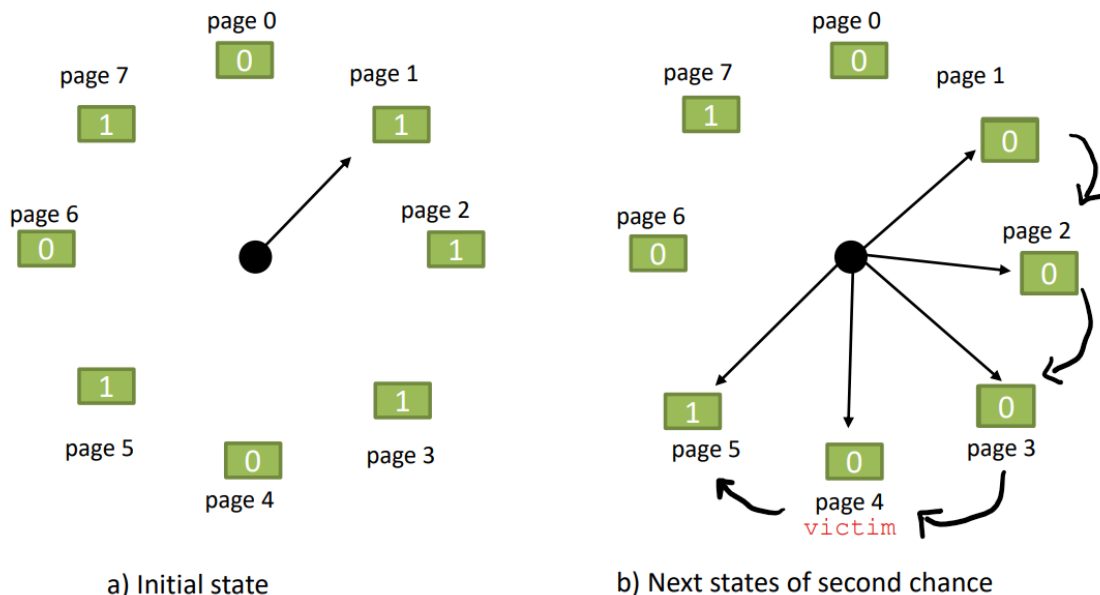 page 0
0
page 7
1
page 1
1
page 6
0
page 2
1
page 5
1
page 4
0
page 3
1
a) Initial state
page 0
0
page 7
1
page 1
0
page 6
0
page 2
0
page 5
1
page 4
0
victim
page 3
0
b) Next states of second chance